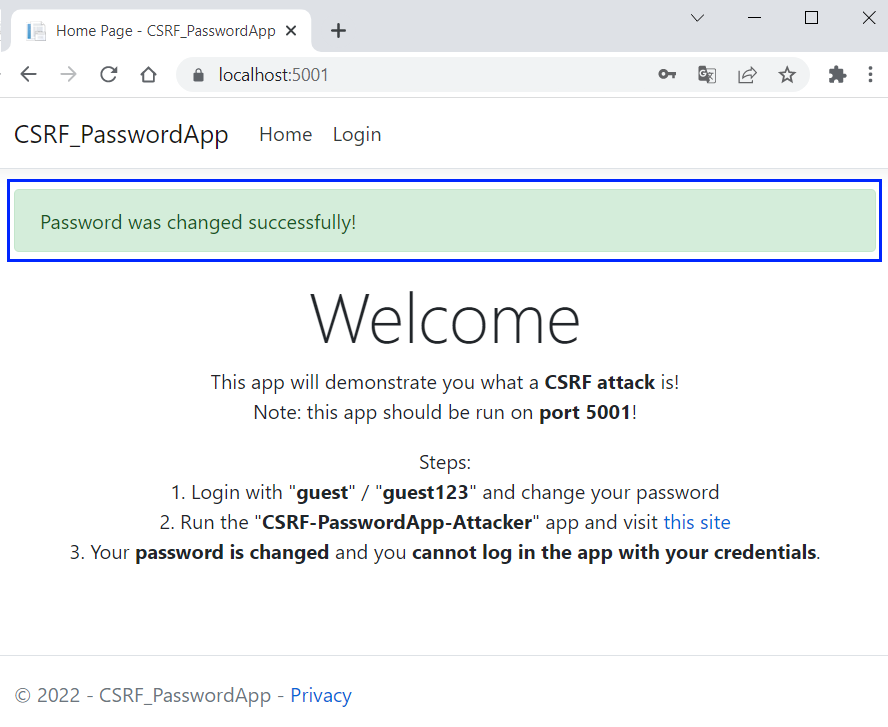 Home Page - CSRF_PasswordApp
localhost:5001
CSRF_PasswordApp Home Login
Password was changed successfully!
Welcome
This app will demonstrate you what a CSRF attack is!
Note: this app should be run on port 5001!
Steps:
1. Login with "guest" / "guest123" and change your password
2. Run the "CSRF-PasswordApp-Attacker" app and visit this site
3. Your password is changed and you cannot log in the app with your credentials.
© 2022 - CSRF_PasswordApp - Privacy